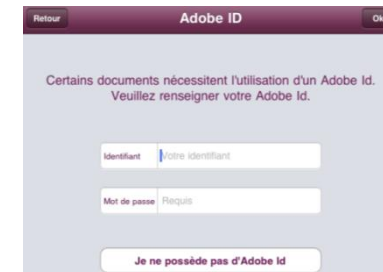 Retour
Adobe ID
Ok
Certains documents nécessitent l'utilisation d'un Adobe Id.
Veuillez renseigner votre Adobe Id.
Identifiant Votre identifiant
Mot de passe Requis
Je ne possède pas d'Adobe Id